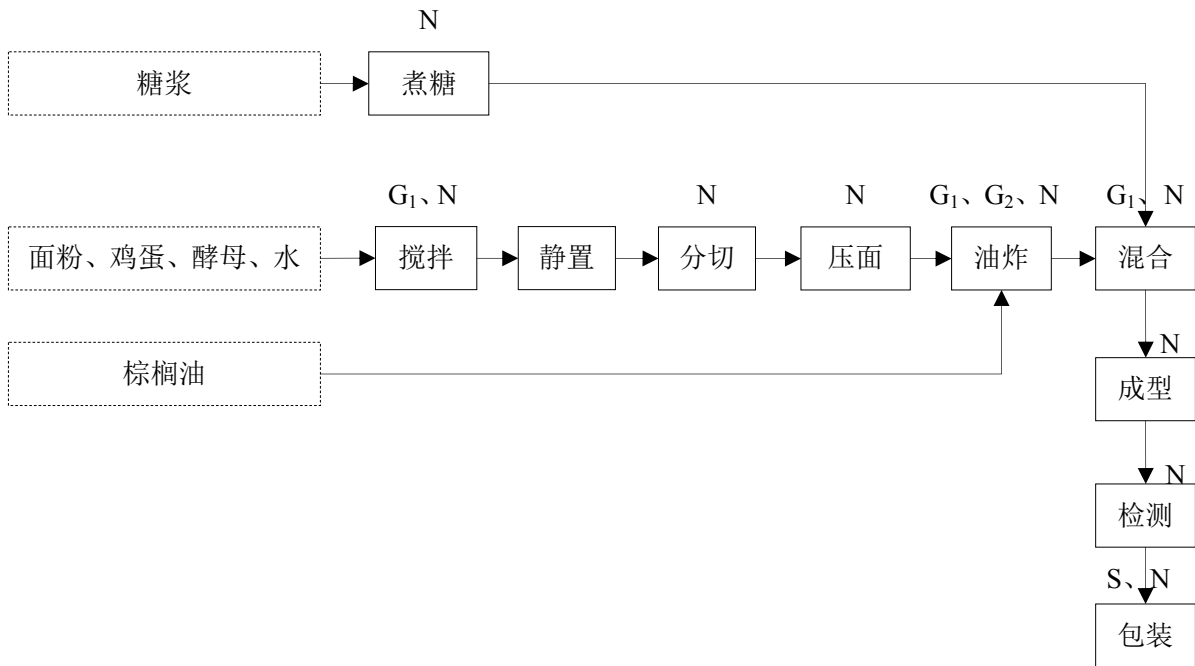 N
糖浆
煮糖
G₁、N
N
N
G₁、G₂、N
G₁、N
面粉、鸡蛋、酵母、水
搅拌
静置
分切
压面
油炸
混合
N
棕榈油
成型
N
检测
S、N
包装